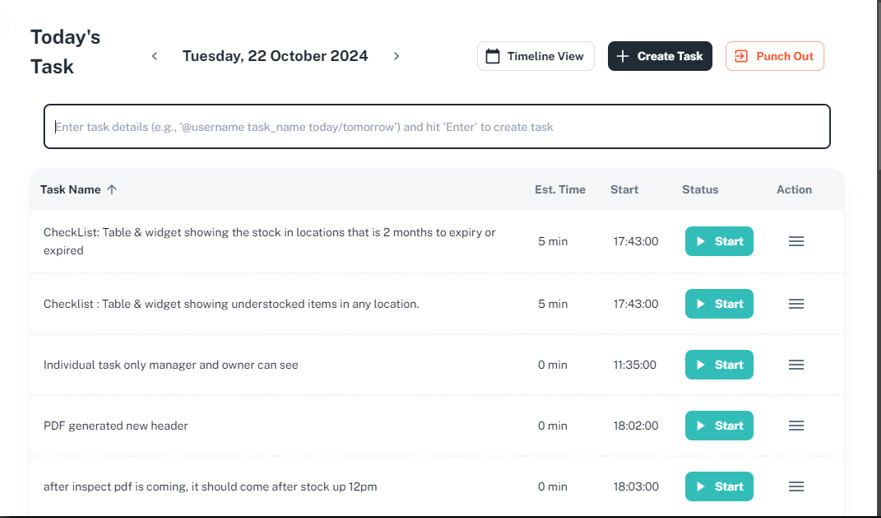 Today's
Task
Tuesday, 22 October 2024
Timeline View
Create Task
Punch Out
Enter task details (e.g., '@username task_name today/tomorrow') and hit 'Enter' to create task
Task Name Est. Time Start Status Action
CheckList: Table & widget showing the stock in locations that is 2 months to expiry or
expired
5 min 17:43:00 Start
Checklist : Table & widget showing understocked items in any location. 5 min 17:43:00 Start
Individual task only manager and owner can see 0 min 11:35:00 Start
PDF generated new header 0 min 18:02:00 Start
after inspect pdf is coming, it should come after stock up 12pm 0 min 18:03:00 Start